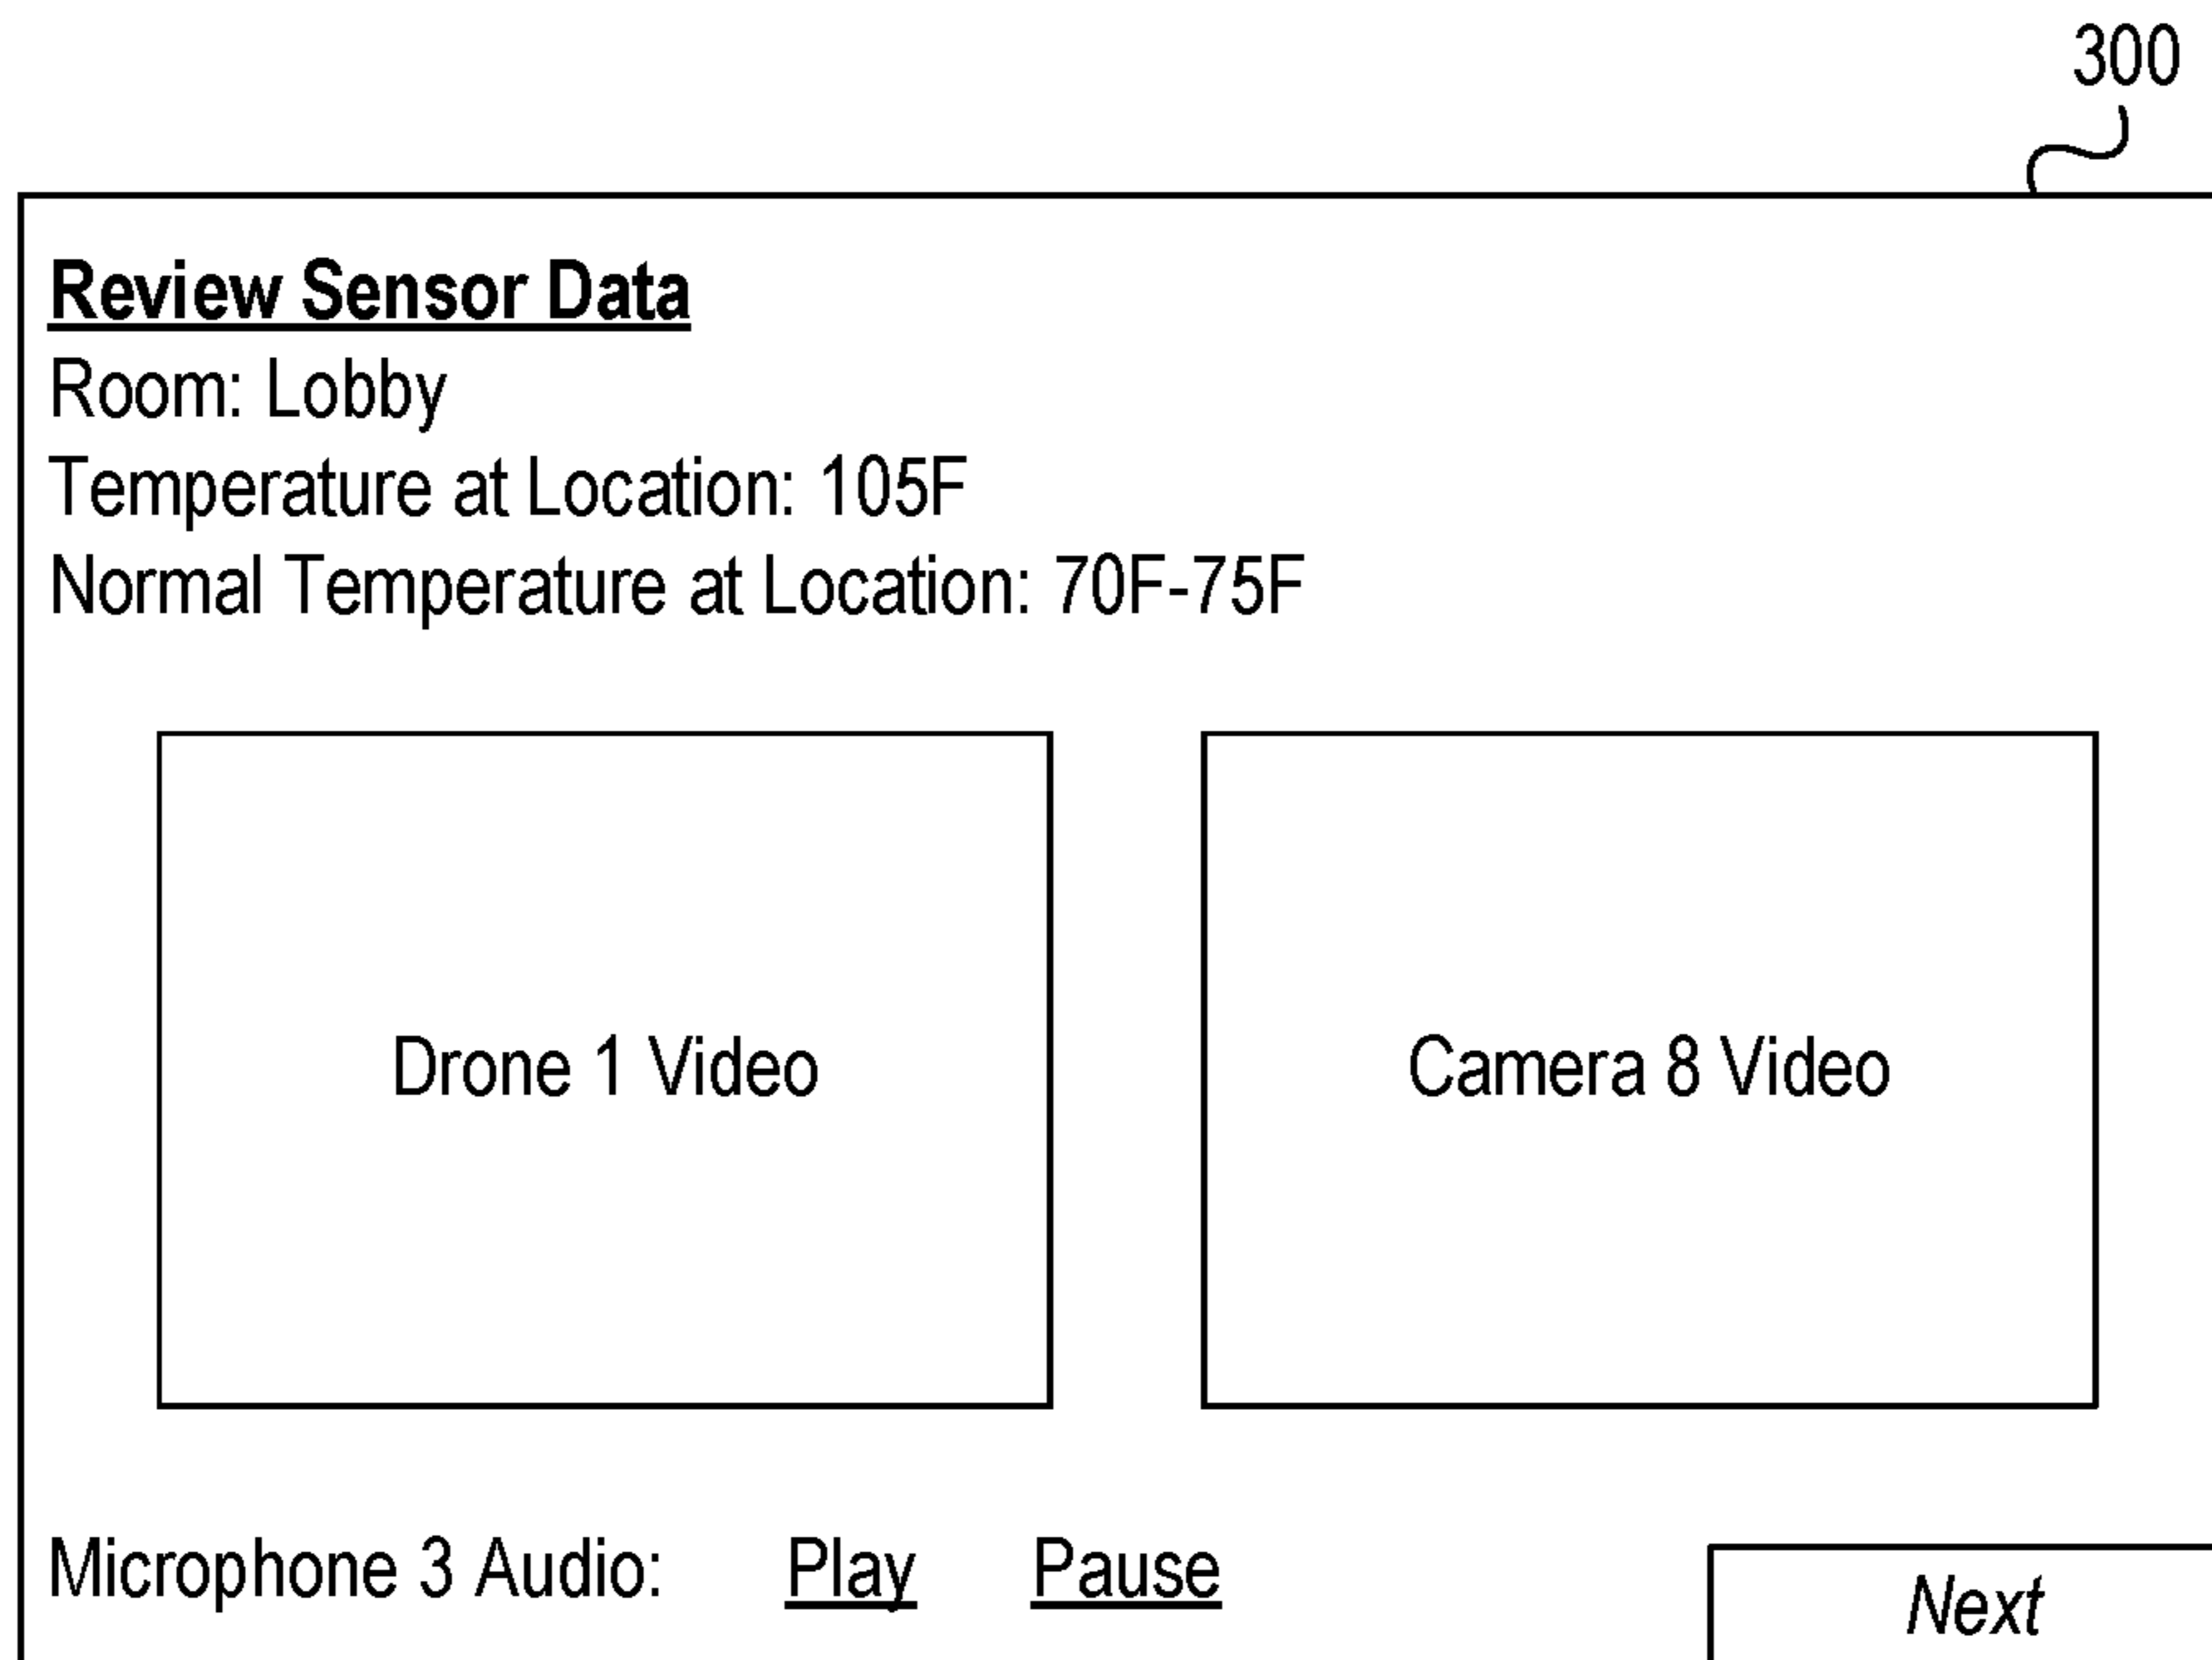 300
Review Sensor Data
Room: Lobby
Temperature at Location: 105F
Normal Temperature at Location: 70F-75F
Drone 1 Video
Camera 8 Video
Microphone 3 Audio: Play Pause
Next